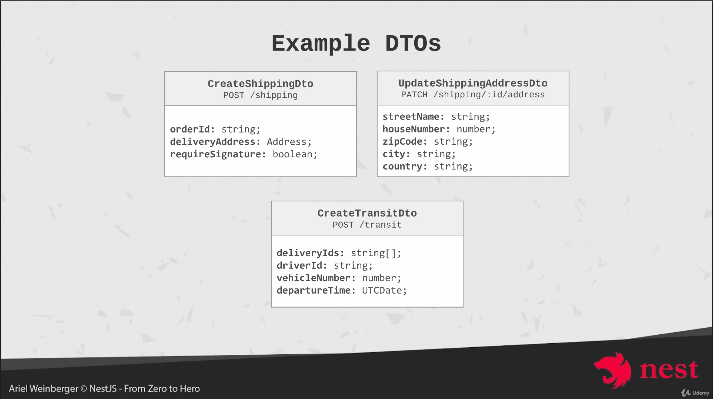 Example DTOs
CreateShippingDto
POST /shipping
orderId: string;
deliveryAddress: Address;
requireSignature: boolean;
UpdateShippingAddressDto
PATCH /shipping/:id/address
streetName: string;
houseNumber: number;
zipCode: string;
city: string;
country: string;
CreateTransitDto
POST /transit
deliveryIds: string[];
driverId: string;
vehicleNumber: number;
departureTime: UTCDate;
nest
Ariel Weinberger © NestJS - From Zero to Hero
Udemy